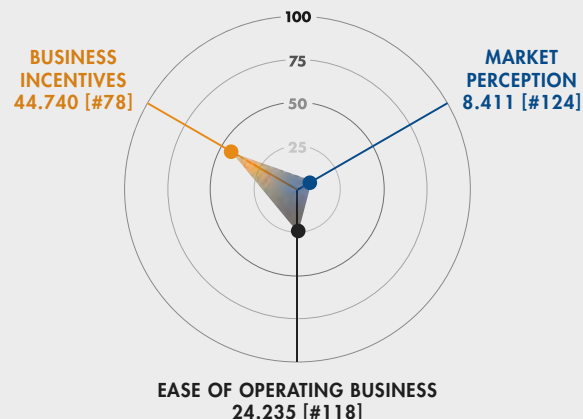 100
75
50
25
BUSINESS
INCENTIVES
44.740 [#78]
MARKET
PERCEPTION
8.411 [#124]
EASE OF OPERATING BUSINESS
24.235 [#118]